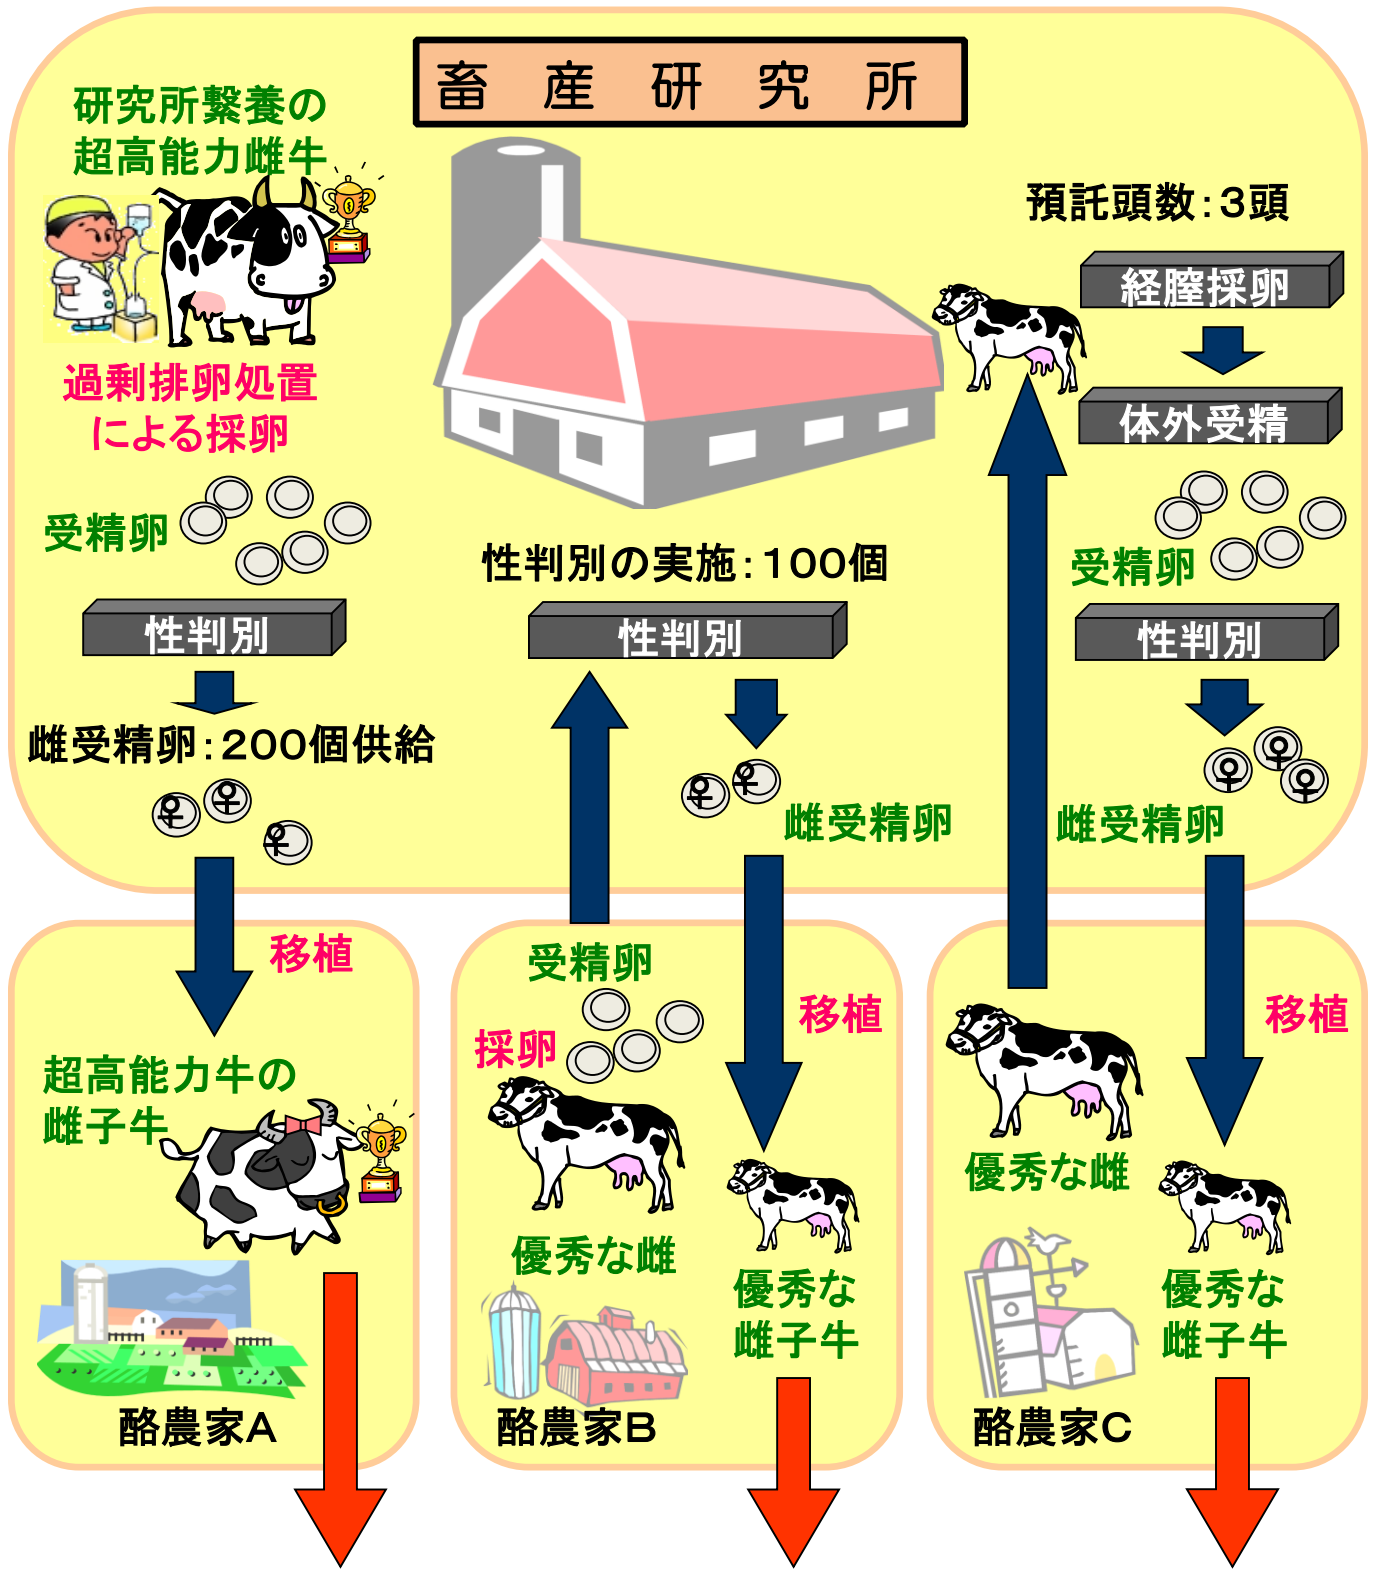 畜産研究所
研究所繋養の
超高能力雌牛
過剰排卵処置
による採卵
受精卵
性判別
雌受精卵：２００個供給
性判別の実施：１００個
性判別
雌受精卵
預託頭数：３頭
経膣採卵
体外受精
受精卵
性判別
雌受精卵
移植
超高能力牛の
雌子牛
酪農家Ａ
受精卵
採卵
移植
優秀な雌
優秀な
雌子牛
酪農家Ｂ
移植
優秀な雌
優秀な
雌子牛
酪農家Ｃ